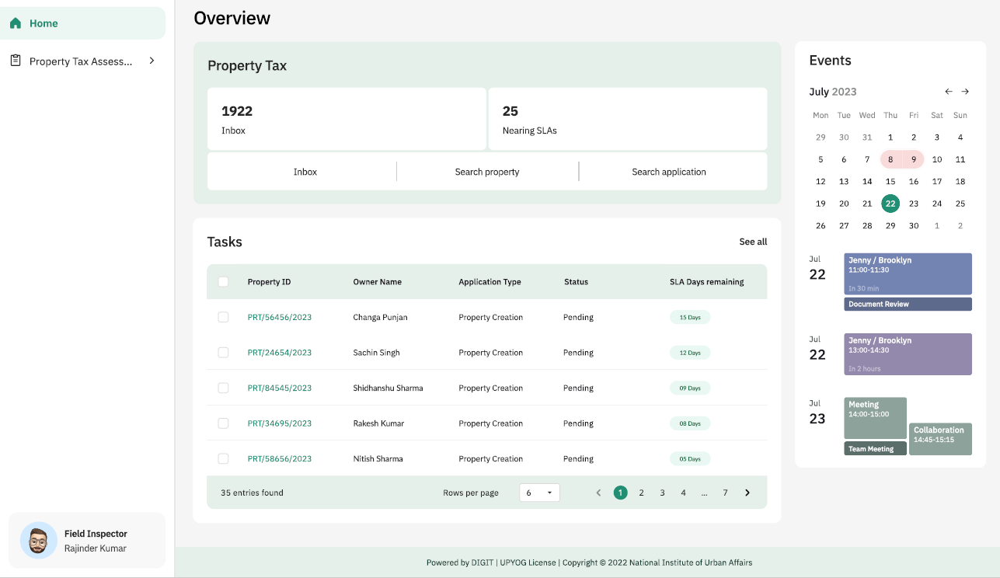 Home
Property Tax Assess...
Field Inspector
Rajinder Kumar
Overview
Property Tax
1922
Inbox
25
Nearing SLAs
Inbox
Search property
Search application
Tasks
See all
Property ID Owner Name Application Type Status SLA Days remaining
PRT/56456/2023 Changa Punjan Property Creation Pending 15 Days
PRT/24654/2023 Sachin Singh Property Creation Pending 12 Days
PRT/84545/2023 Shidhanshu Sharma Property Creation Pending 09 Days
PRT/34695/2023 Rakesh Kumar Property Creation Pending 08 Days
PRT/58656/2023 Nitish Sharma Property Creation Pending 05 Days
35 entries found Rows per page 6 1 2 3 4 ... 7
Events
July 2023
Mon Tue Wed Thu Fri Sat Sun
29 30 31 1 2 3 4
5 6 7 8 9 10 11
12 13 14 15 16 17 18
19 20 21 22 23 24 25
26 27 28 29 30 1 2
Jul
22
Jenny / Brooklyn
11:00-11:30
In 30 min
Document Review
Jul
22
Jenny / Brooklyn
13:00-14:30
In 2 hours
Jul
23
Meeting
14:00-15:00
Team Meeting
Collaboration
14:45-15:15
Powered by DIGIT | UPYOG License | Copyright © 2022 National Institute of Urban Affairs